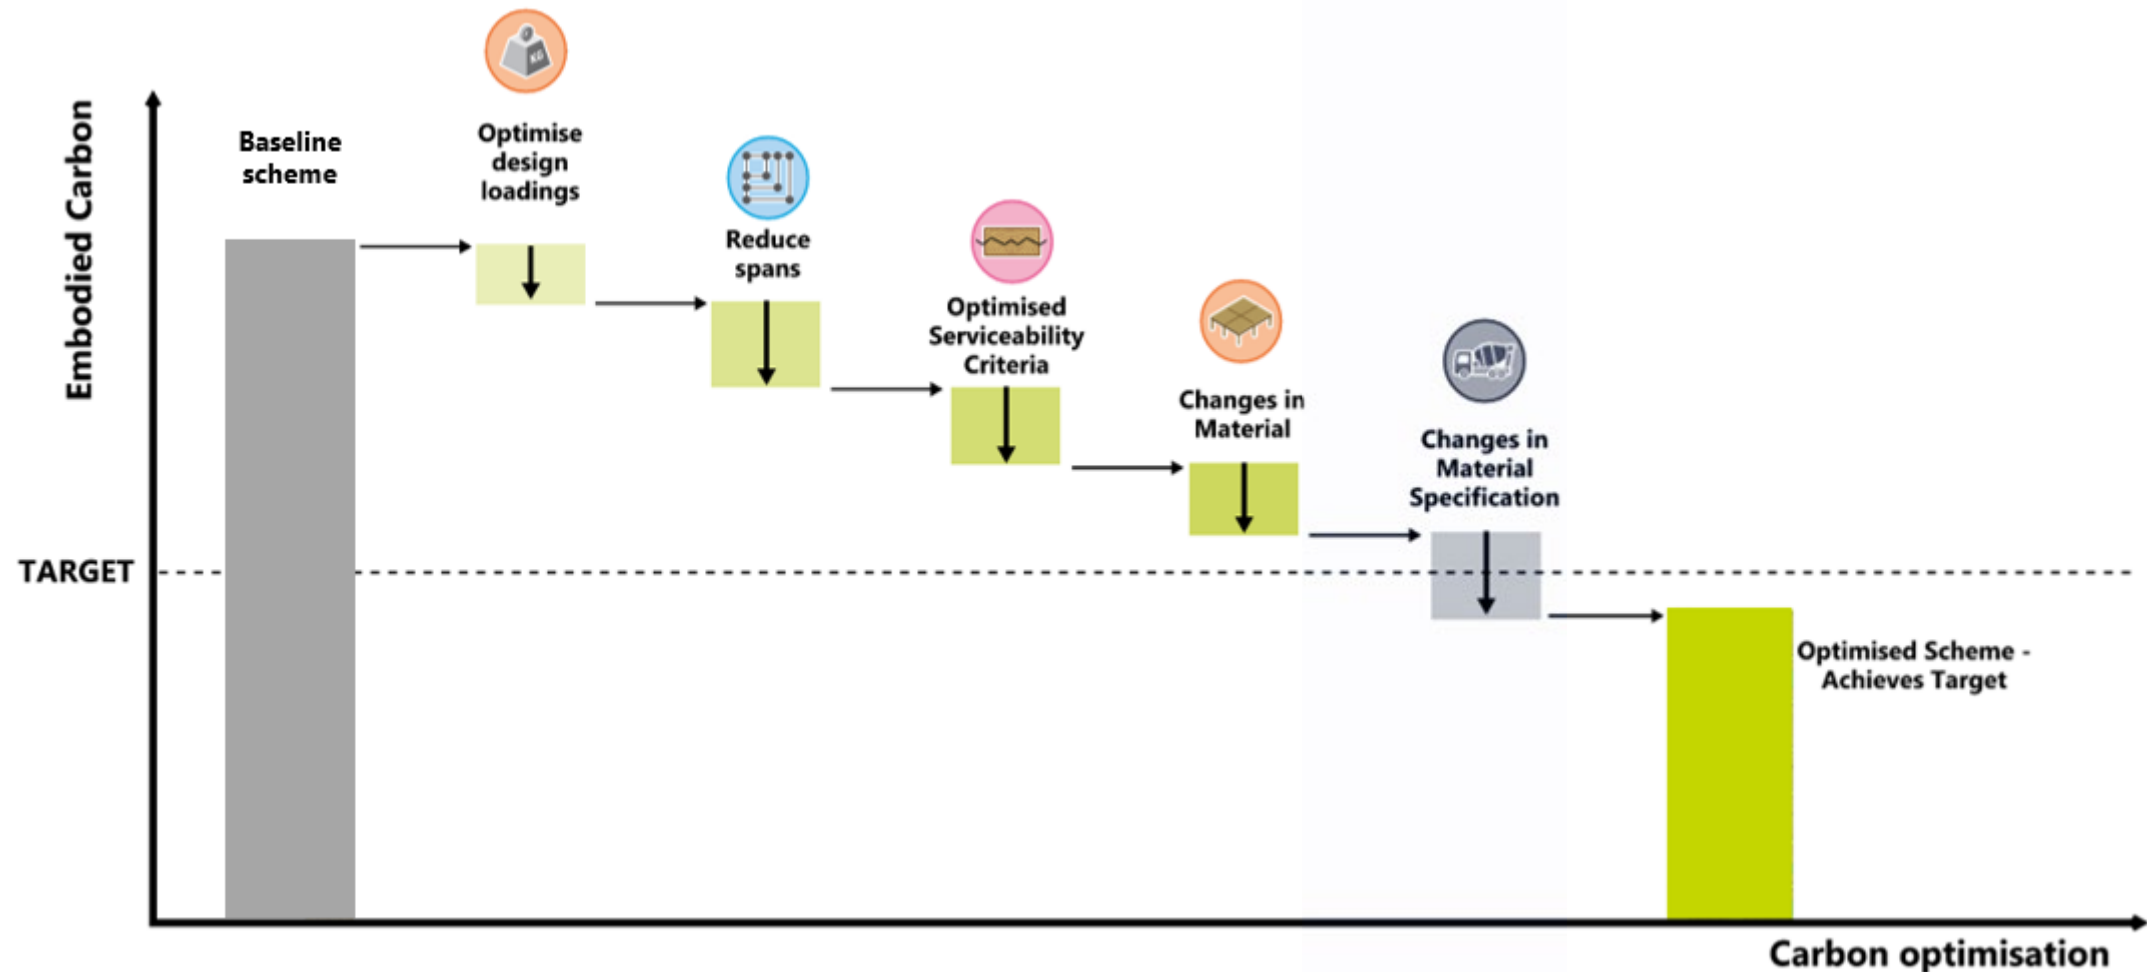 Embodied Carbon
Baseline
scheme
KG
Optimise
design
loadings
Reduce
spans
Optimised
Serviceability
Criteria
Changes in
Material
Changes in
Material
Specification
TARGET
Optimised Scheme -
Achieves Target
Carbon optimisation